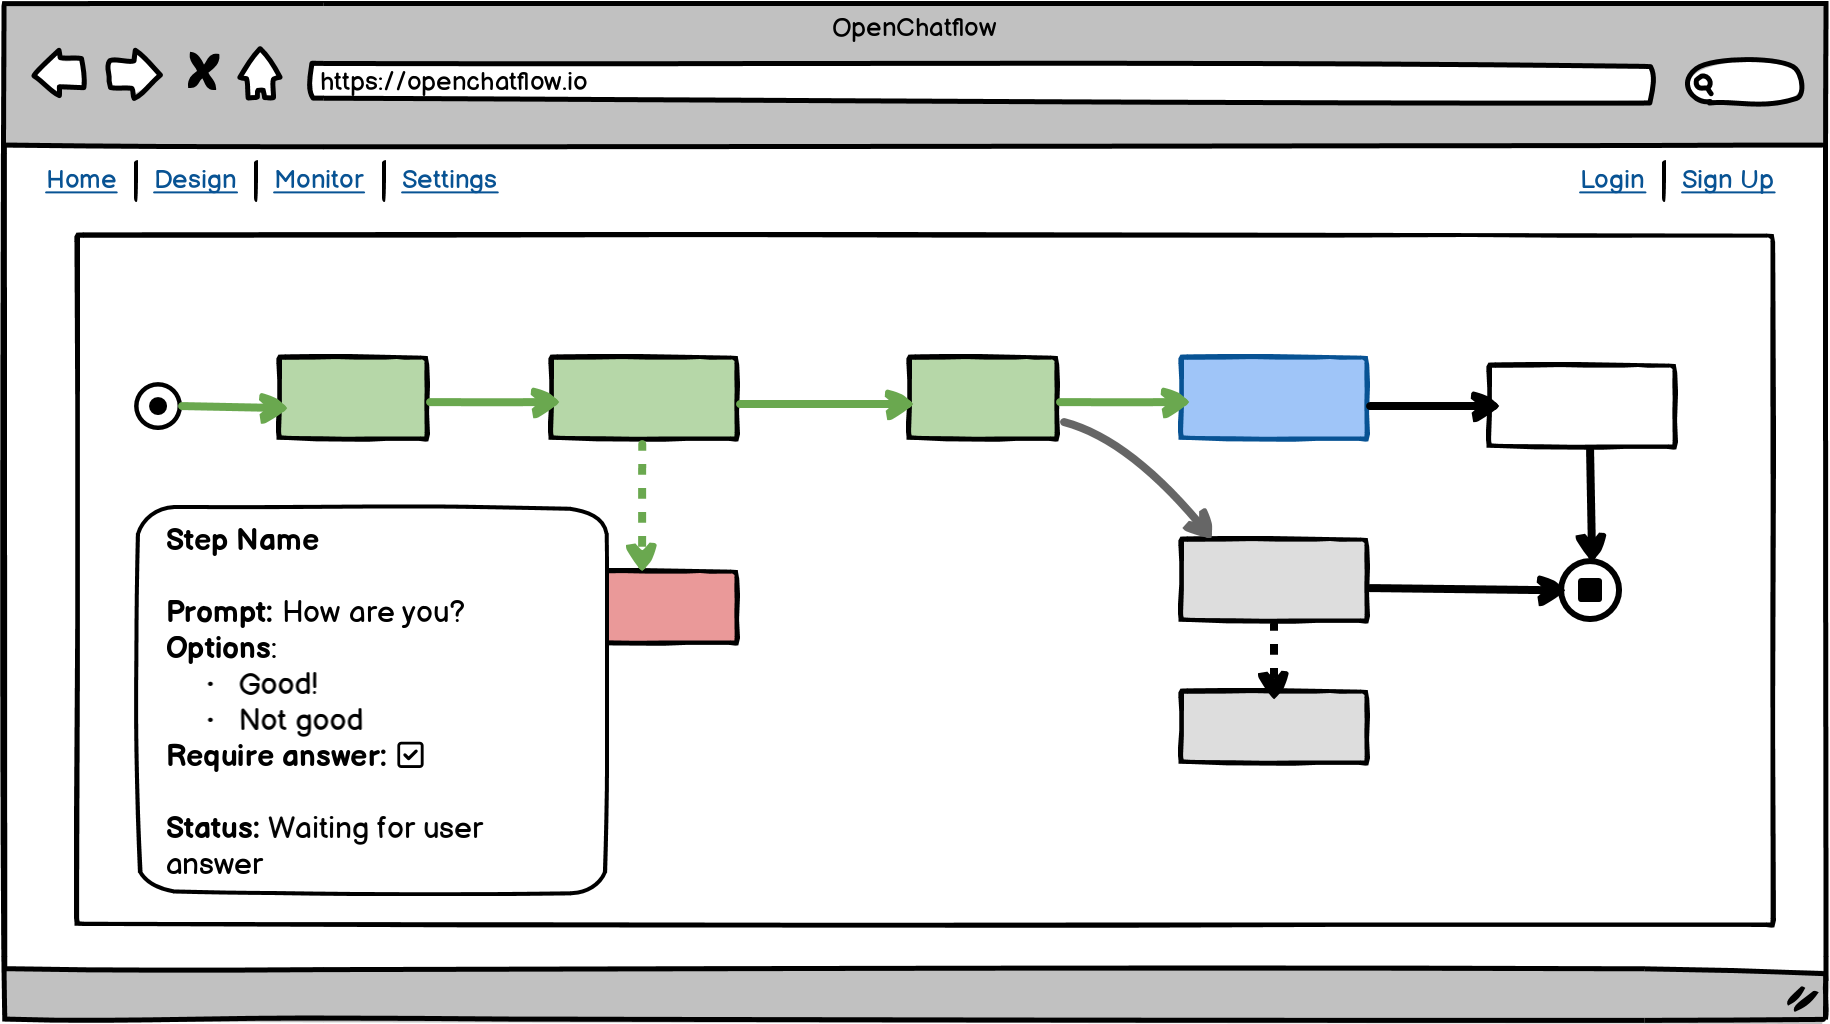 OpenChatflow
https://openchatflow.io
Home Design Monitor Settings Login Sign Up
Step Name
Prompt: How are you?
Options:
· Good!
· Not good
Require answer:
Status: Waiting for user
answer